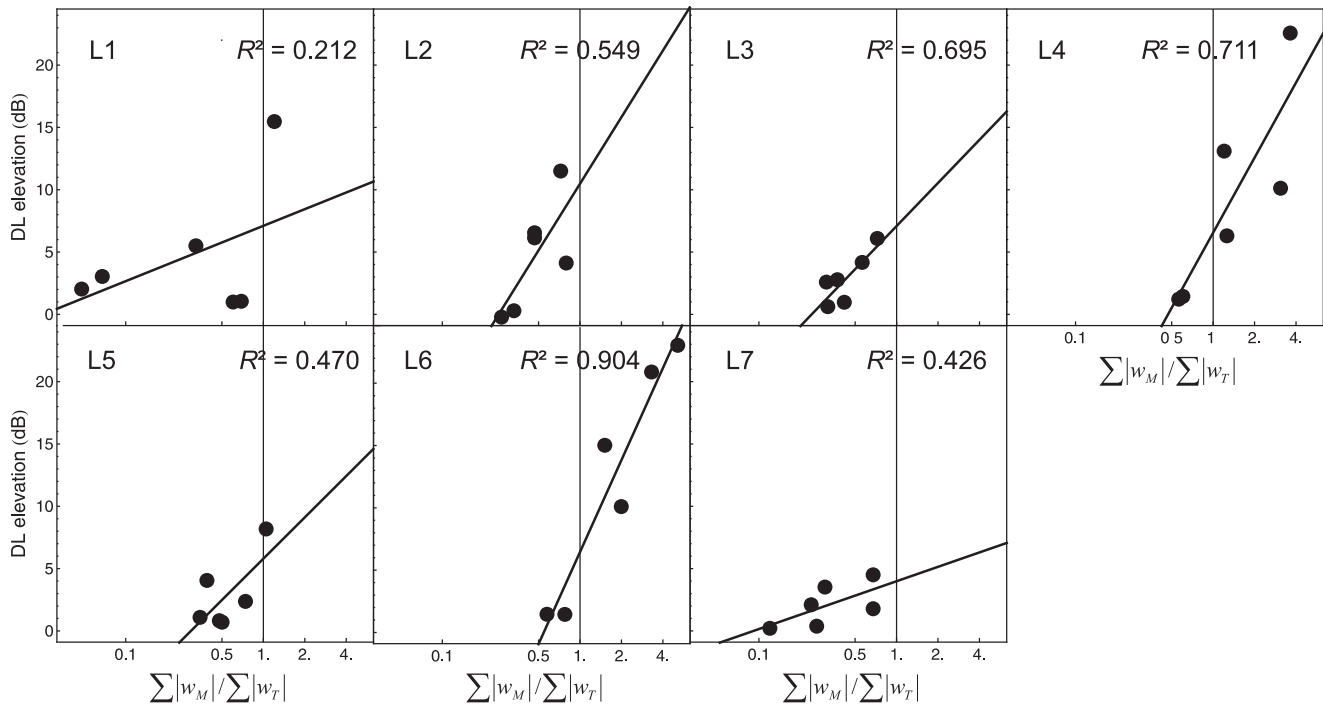 L1 R² = 0.212
L2 R² = 0.549
L3 R² = 0.695
L4 R² = 0.711
DL elevation (dB)
20
15
10
5
0
0.1 0 5 1 2. 4.
∑|w_M| / ∑|w_T|
L5 R² = 0.470
L6 R² = 0.904
L7 R² = 0.426
DL elevation (dB)
20
15
10
5
0
0.1 0.5 1. 2. 4.
0.1 0.5 1. 2. 4.
0.1 0.5 1. 2. 4.
∑|w_M| / ∑|w_T|
∑|w_M| / ∑|w_T|
∑|w_M| / ∑|w_T|